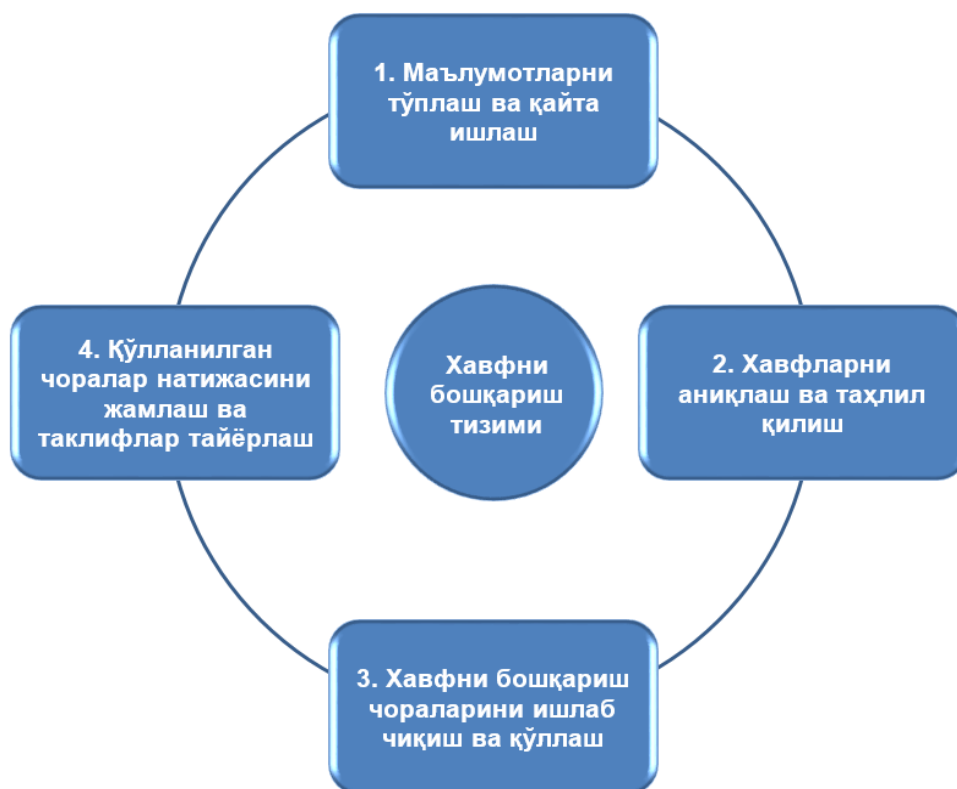 1. Маълумотларни
тўплаш ва қайта
ишлаш
2. Хавфларни
аниқлаш ва таҳлил
қилиш
3. Хавфни бошқариш
чораларини ишлаб
чиқиш ва қўллаш
4. Қўлланилган
чоралар натижасини
жамлаш ва
таклифлар тайёрлаш
Хавфни
бошқариш
тизими